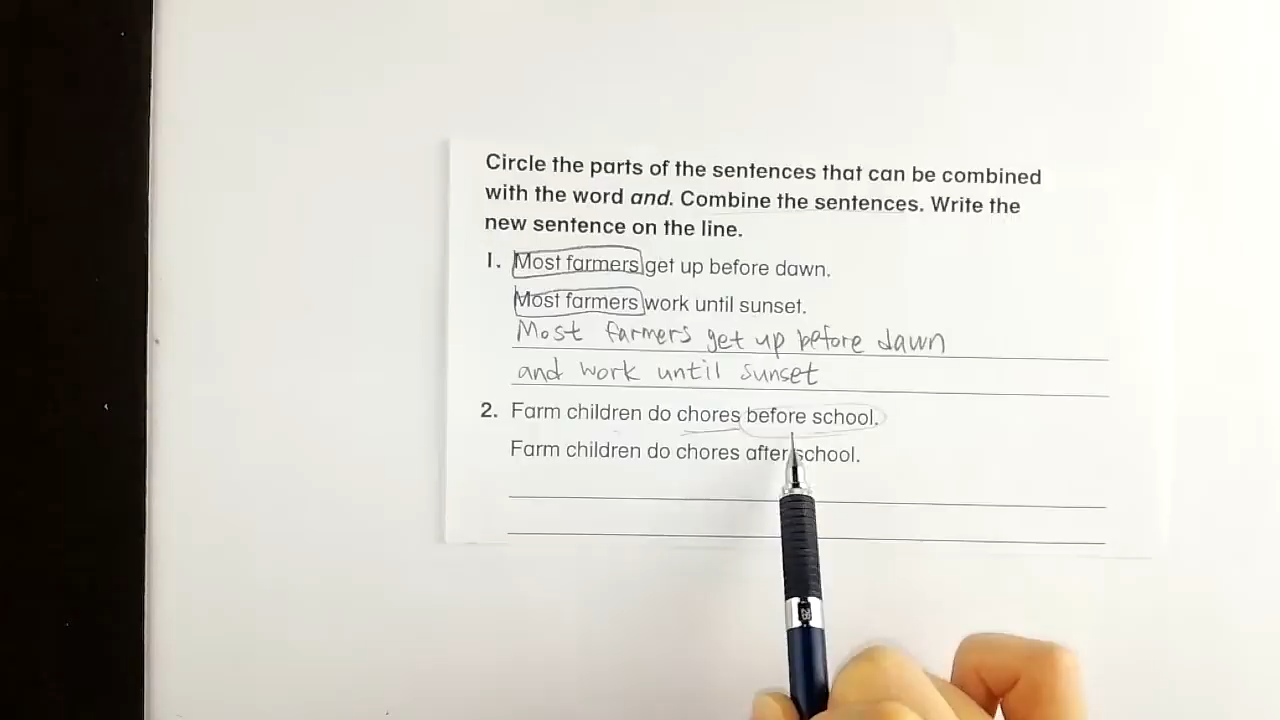 Circle the parts of the sentences that can be combined
with the word and. Combine the sentences. Write the
new sentence on the line.
1. Most farmers get up before dawn.
Most farmers work until sunset.
Most farmers get up before dawn
and work until sunset
2. Farm children do chores before school.
Farm children do chores after school.